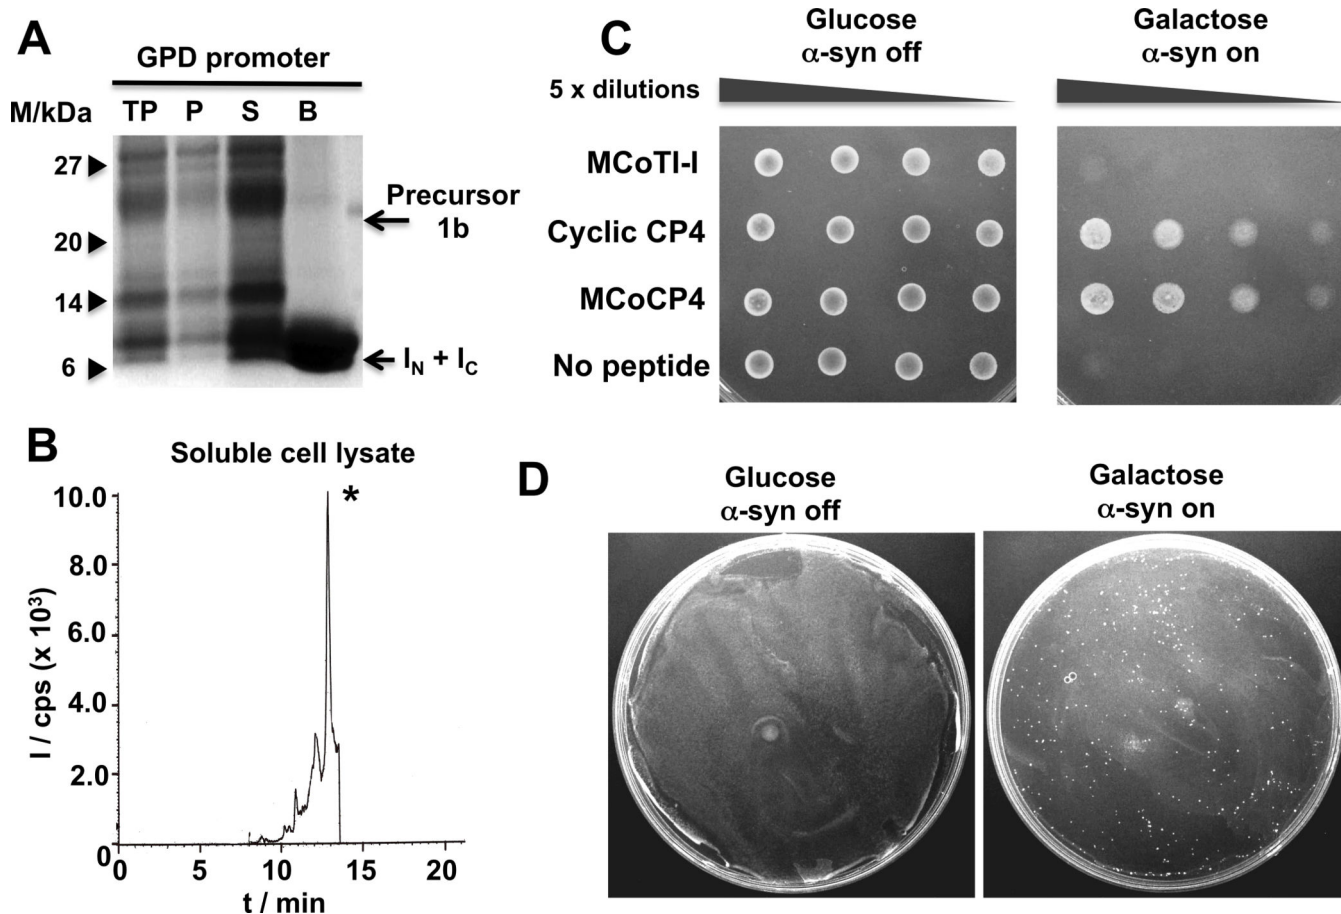 A
GPD promoter
M/kDa TP P S B
27
20
14
6
Precursor
1b
I_N + I_C
B
Soluble cell lysate
*
I / cps (x 10³)
10.0
8.0
6.0
4.0
2.0
0
0 5 10 15 20
t / min
C
Glucose
α-syn off
Galactose
α-syn on
5 x dilutions
MCoTI-I
Cyclic CP4
MCoCP4
No peptide
D
Glucose
α-syn off
Galactose
α-syn on